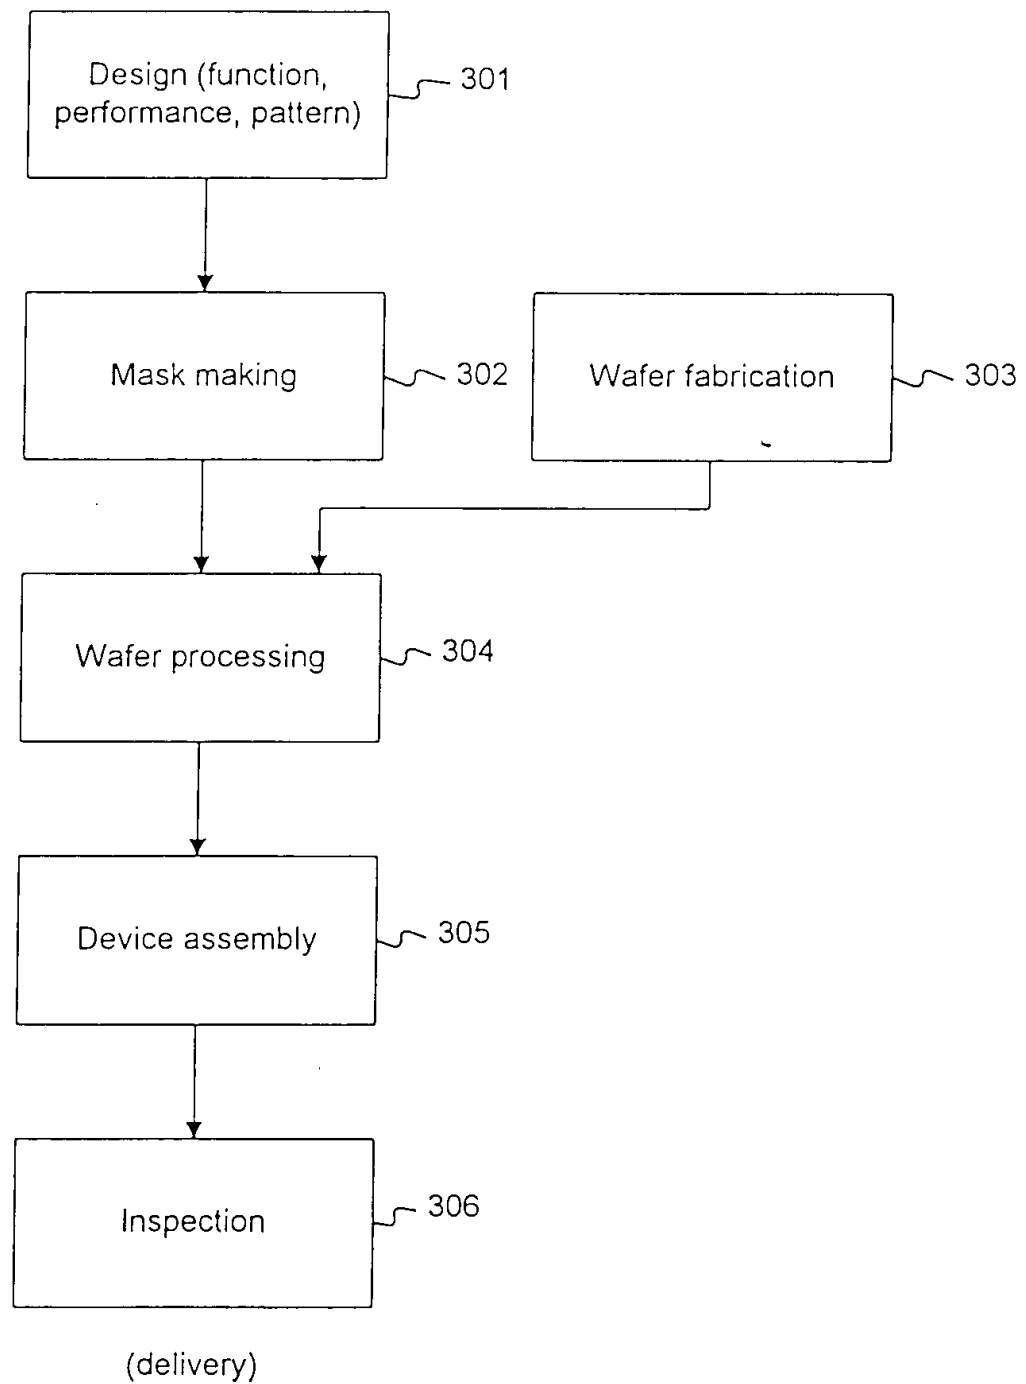 Design (function,
performance, pattern)
301
Mask making
302
Wafer fabrication
303
Wafer processing
304
Device assembly
305
Inspection
306
(delivery)